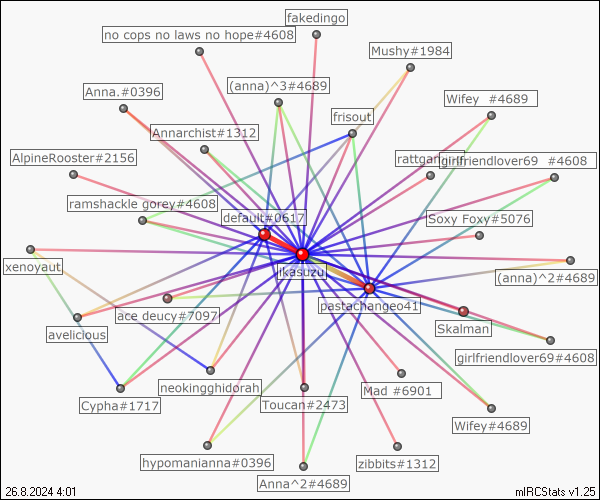 fakedingo
no cops no laws no hope#4608
Mushy#1984
(anna)^3#4689
Anna.#0396
Wifey #4689
frisout
Annarchist#1312
AlpineRooster#2156
girlfriendlover69 #4608
ramshackle gorey#4608
default#0617
Soxy Foxy#5076
xenoyaut
ikasuzu
(anna)^2#4689
pastachangeo41
ace deucy#7097
Skalman
avelicious
girlfriendlover69#4608
neokingghidorah
Mad #6901
Cypha#1717
Toucan#2473
Wifey#4689
hypomanianna#0396
zibbits#1312
Anna^2#4689
26.8.2024 4:01
mIRCStats v1.25